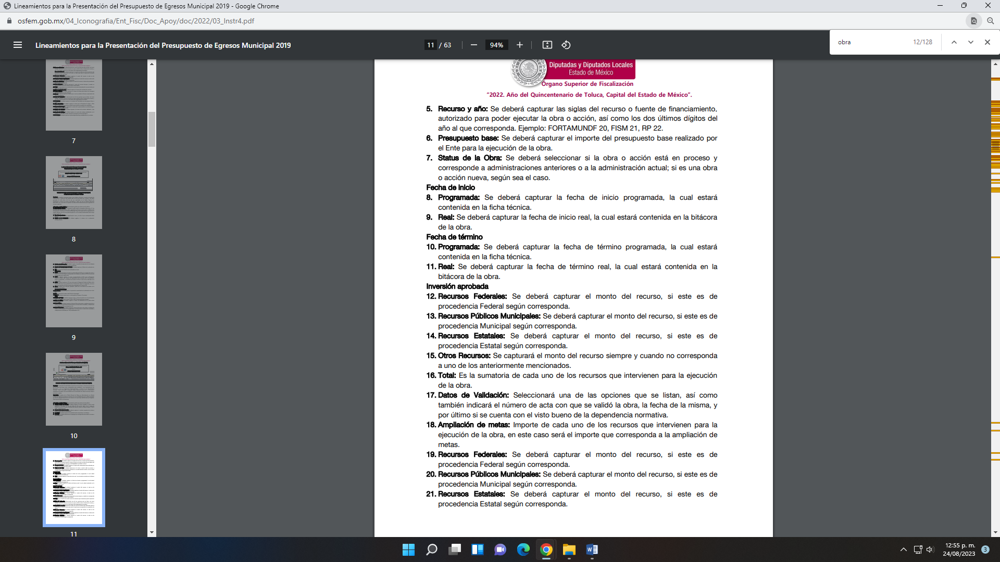 Lineamientos para la Presentación del Presupuesto de Egresos Municipal 2019 - Google Chrome
osfem.gob.mx/04_Iconografia/Ent_Fisc/Doc_Apoy/doc/2022/03_Instr4.pdf
Lineamientos para la Presentación del Presupuesto de Egresos Municipal 2019
11 / 63
94%
obra
12/128
7
8
9
10
11
Diputadas y Diputados Locales
Estado de México
Órgano Superior de Fiscalización
"2022. Año del Quincentenario de Toluca, Capital del Estado de México".
5. Recurso y año: Se deberá capturar las siglas del recurso o fuente de financiamiento,
autorizado para poder ejecutar la obra o acción, así como los dos últimos dígitos del
año al que corresponda. Ejemplo: FORTAMUNDF 20, FISM 21, RP 22.
6. Presupuesto base: Se deberá capturar el importe del presupuesto base realizado por
el Ente para la ejecución de la obra.
7. Status de la Obra: Se deberá seleccionar si la obra o acción está en proceso y
corresponde a administraciones anteriores o a la administración actual; si es una obra
o acción nueva, según sea el caso.
Fecha de inicio
8. Programada: Se deberá capturar la fecha de inicio programada, la cual estará
contenida en la ficha técnica.
9. Real: Se deberá capturar la fecha de inicio real, la cual estará contenida en la bitácora
de la obra.
Fecha de término
10. Programada: Se deberá capturar la fecha de término programada, la cual estará
contenida en la ficha técnica.
11. Real: Se deberá capturar la fecha de término real, la cual estará contenida en la
bitácora de la obra.
Inversión aprobada
12. Recursos Federales: Se deberá capturar el monto del recurso, si este es de
procedencia Federal según corresponda.
13. Recursos Públicos Municipales: Se deberá capturar el monto del recurso, si este es de
procedencia Municipal según corresponda.
14. Recursos Estatales: Se deberá capturar el monto del recurso, si este es de
procedencia Estatal según corresponda.
15. Otros Recursos: Se capturará el monto del recurso siempre y cuando no corresponda
a uno de los anteriormente mencionados.
16. Total: Es la sumatoria de cada uno de los recursos que intervienen para la ejecución
de la obra.
17. Datos de Validación: Seleccionará una de las opciones que se listan, así como
también indicará el número de acta con que se validó la obra, la fecha de la misma, y
por último si se cuenta con el visto bueno de la dependencia normativa.
18. Ampliación de metas: Importe de cada uno de los recursos que intervienen para la
ejecución de la obra, en este caso será el importe que corresponda a la ampliación de
metas.
19. Recursos Federales: Se deberá capturar el monto del recurso, si este es de
procedencia Federal según corresponda.
20. Recursos Públicos Municipales: Se deberá capturar el monto del recurso, si este es de
procedencia Municipal según corresponda.
21. Recursos Estatales: Se deberá capturar el monto del recurso, si este es de
procedencia Estatal según corresponda.
12:55 p. m.
24/08/2023
3